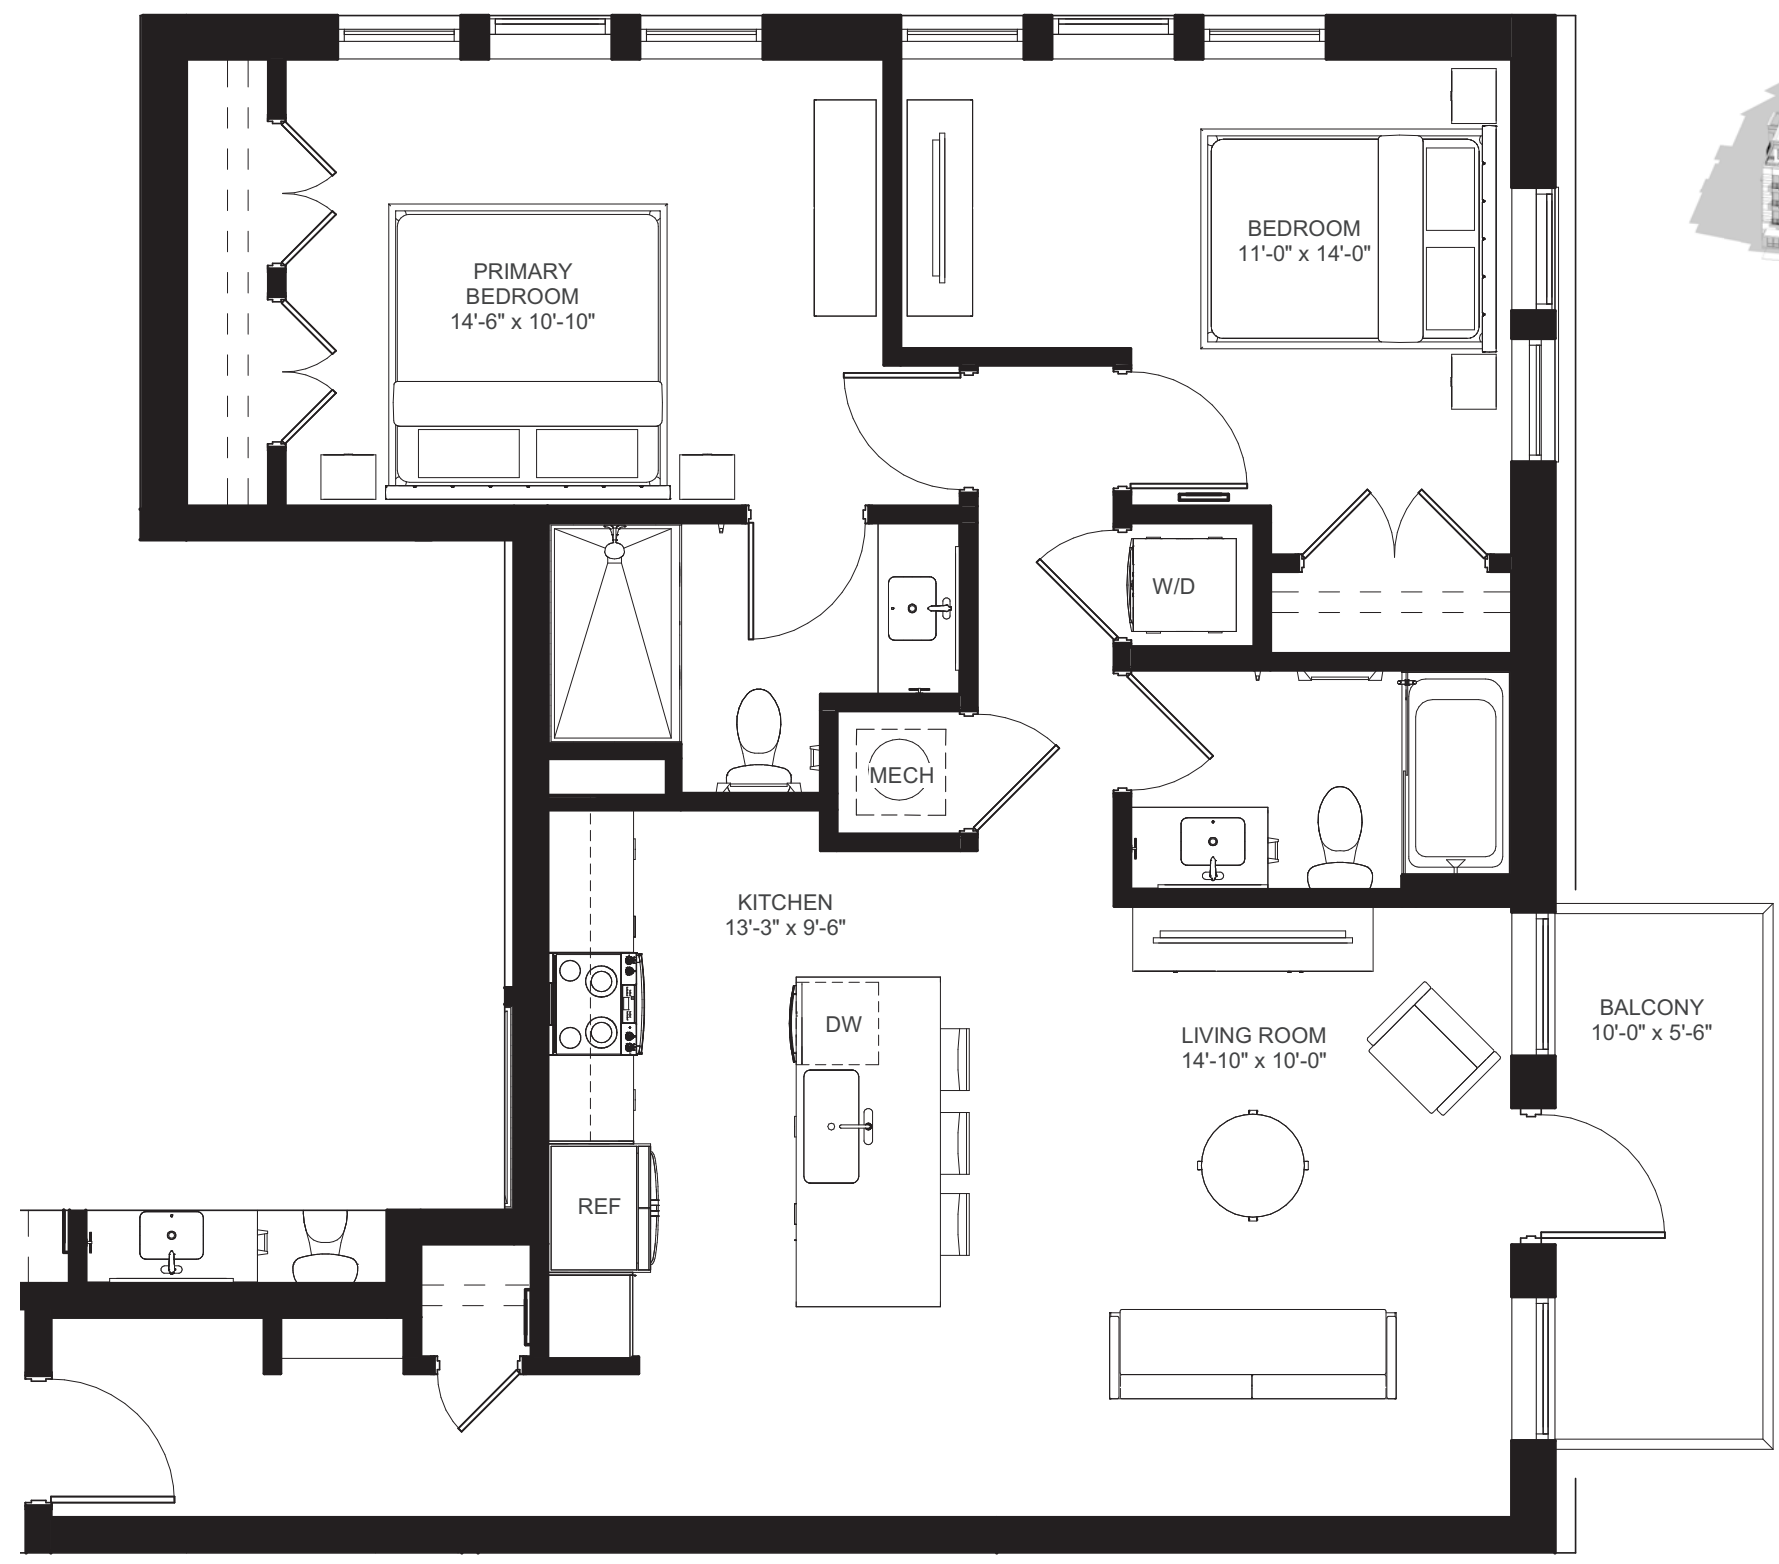 PRIMARY
BEDROOM
14'-6" x 10'-10"
BEDROOM
11'-0" x 14'-0"
W/D
MECH
KITCHEN
13'-3" x 9'-6"
DW
LIVING ROOM
14'-10" x 10'-0"
BALCONY
10'-0" x 5'-6"
REF